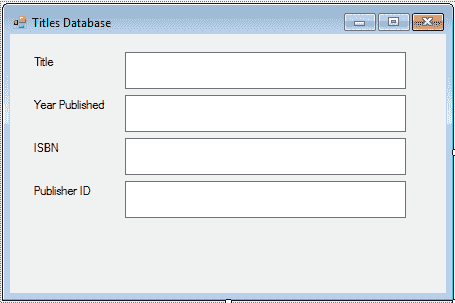 Titles Database
Title
Year Published
ISBN
Publisher ID